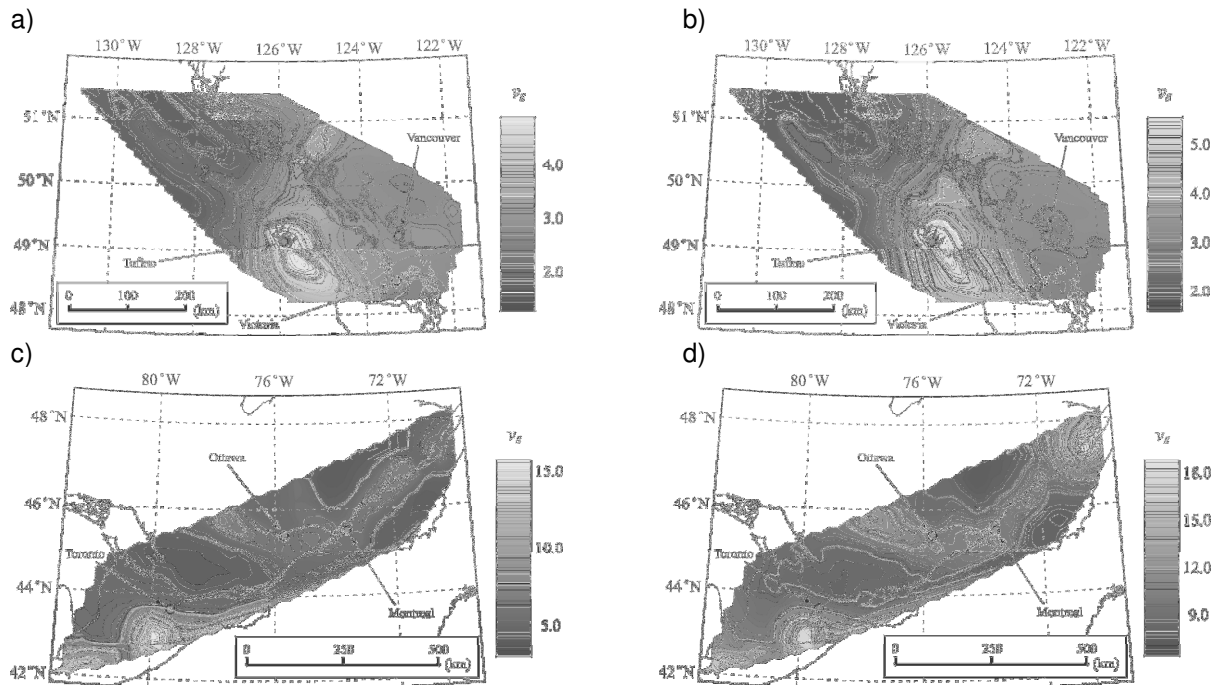 a)
130°W 128°W 126°W 124°W 122°W
51°N
50°N
49°N
48°N
Vancouver
Tofino
Victoria
0 100 200
(km)
νg
4.0
3.0
2.0
b)
130°W 128°W 126°W 124°W 122°W
51°N
50°N
49°N
48°N
Vancouver
Tofino
Victoria
0 100 200
(km)
νg
5.0
4.0
3.0
2.0
c)
80°W 76°W 72°W
48°N
46°N
44°N
42°N
Ottawa
Toronto
Montreal
0 250 500
(km)
νg
15.0
10.0
5.0
d)
80°W 76°W 72°W
48°N
46°N
44°N
42°N
Ottawa
Toronto
Montreal
0 250 500
(km)
νg
18.0
15.0
12.0
9.0